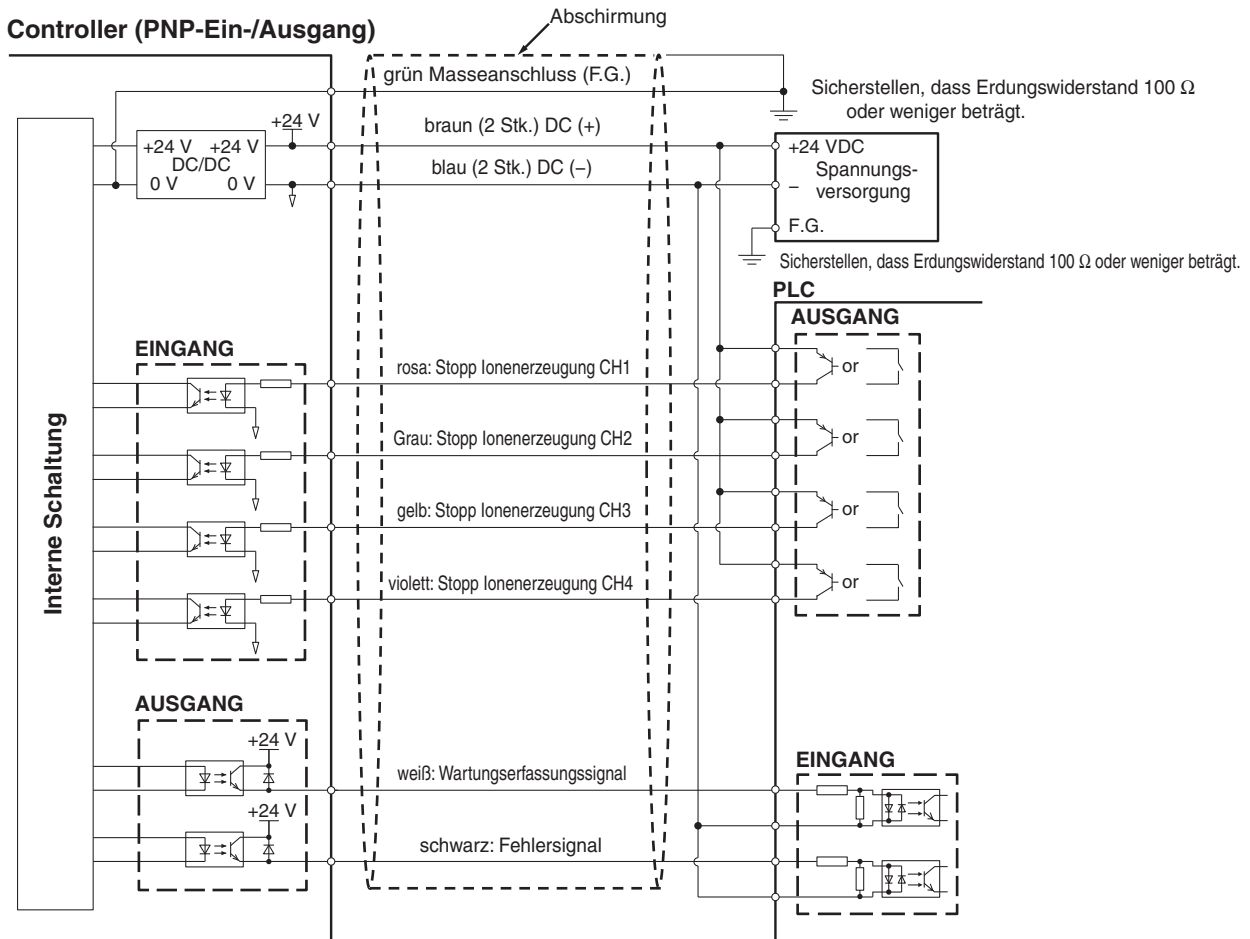 Controller (PNP-Ein-/Ausgang)
Abschirmung
grün Masseanschluss (F.G.)
Sicherstellen, dass Erdungswiderstand 100 Ω
oder weniger beträgt.
+24 V
braun (2 Stk.) DC (+)
+24 V +24 V
DC/DC
0 V 0 V
blau (2 Stk.) DC (−)
+24 VDC
Spannungs-
versorgung
−
F.G.
Sicherstellen, dass Erdungswiderstand 100 Ω oder weniger beträgt.
PLC
AUSGANG
EINGANG
Interne Schaltung
rosa: Stopp Ionenerzeugung CH1
or
Grau: Stopp Ionenerzeugung CH2
or
gelb: Stopp Ionenerzeugung CH3
or
violett: Stopp Ionenerzeugung CH4
or
AUSGANG
+24 V
weiß: Wartungserfassungssignal
EINGANG
+24 V
schwarz: Fehlersignal